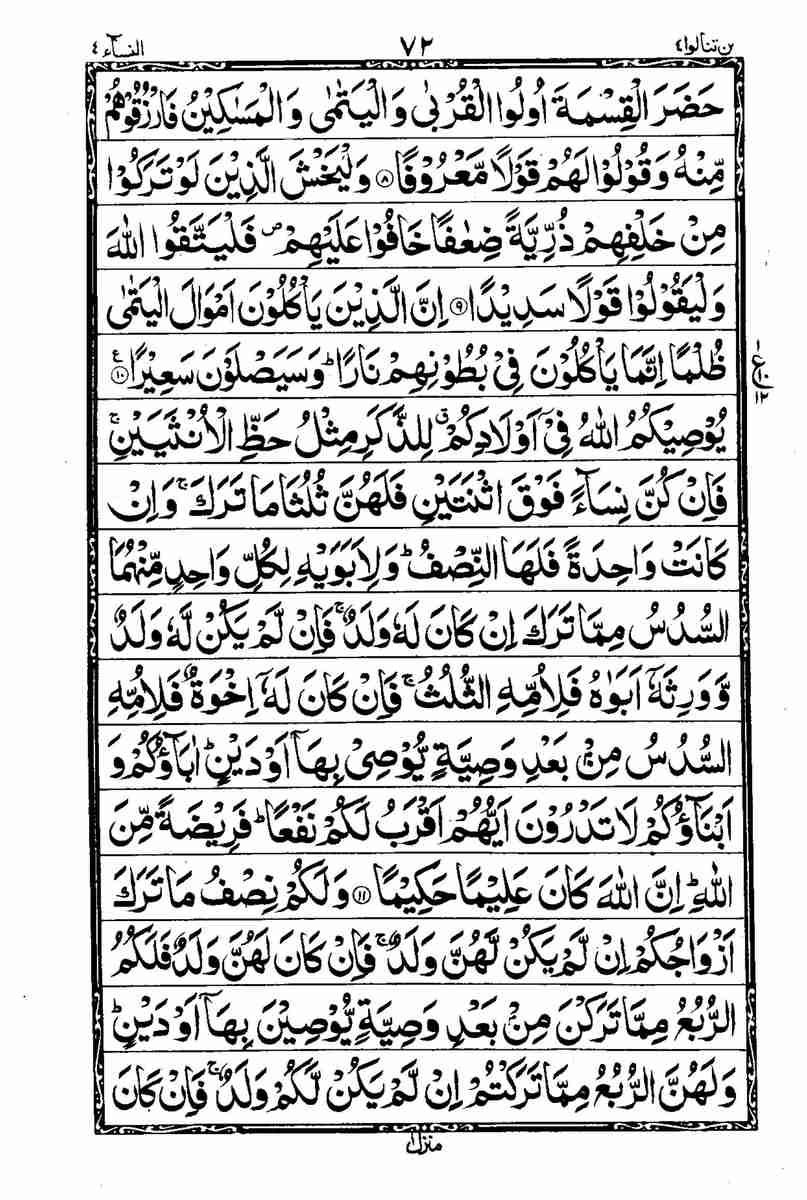 لن تنالوا ٤ ٧٢ النسآء ٤
حَضَرَ الْقِسْمَةَ اُولُوا الْقُرْبٰى وَالْيَتٰمٰى وَالْمَسٰكِيْنُ فَارْزُقُوْهُمْ
مِّنْهُ وَقُوْلُوْا لَهُمْ قَوْلًا مَّعْرُوْفًا ۝٨ وَلْيَخْشَ الَّذِيْنَ لَوْ تَرَكُوْا
مِنْ خَلْفِهِمْ ذُرِّيَّةً ضِعٰفًا خَافُوْا عَلَيْهِمْ ۪ فَلْيَتَّقُوا اللّٰهَ
وَلْيَقُوْلُوْا قَوْلًا سَدِيْدًا ۝٩ اِنَّ الَّذِيْنَ يَاْكُلُوْنَ اَمْوَالَ الْيَتٰمٰى
ظُلْمًا اِنَّمَا يَاْكُلُوْنَ فِيْ بُطُوْنِهِمْ نَارًا ؕ وَسَيَصْلَوْنَ سَعِيْرًا ۝١٠ ع
ع ١٠ ١٢
يُوْصِيْكُمُ اللّٰهُ فِيْۤ اَوْلَادِكُمْ ۗ لِلذَّكَرِ مِثْلُ حَظِّ الْاُنْثَيَيْنِ ۚ
فَاِنْ كُنَّ نِسَآءً فَوْقَ اثْنَتَيْنِ فَلَهُنَّ ثُلُثَا مَا تَرَكَ ۚ وَاِنْ
كَانَتْ وَاحِدَةً فَلَهَا النِّصْفُ ؕ وَلِاَبَوَيْهِ لِكُلِّ وَاحِدٍ مِّنْهُمَا
السُّدُسُ مِمَّا تَرَكَ اِنْ كَانَ لَهٗ وَلَدٌ ۚ فَاِنْ لَّمْ يَكُنْ لَّهٗ وَلَدٌ
وَّوَرِثَهٗۤ اَبَوٰهُ فَلِاُمِّهِ الثُّلُثُ ۚ فَاِنْ كَانَ لَهٗۤ اِخْوَةٌ فَلِاُمِّهِ
السُّدُسُ مِنْۢ بَعْدِ وَصِيَّةٍ يُّوْصِيْ بِهَاۤ اَوْ دَيْنٍ ؕ اٰبَآؤُكُمْ وَ
اَبْنَآؤُكُمْ لَا تَدْرُوْنَ اَيُّهُمْ اَقْرَبُ لَكُمْ نَفْعًا ؕ فَرِيْضَةً مِّنَ
اللّٰهِ ؕ اِنَّ اللّٰهَ كَانَ عَلِيْمًا حَكِيْمًا ۝١١ وَلَكُمْ نِصْفُ مَا تَرَكَ
اَزْوَاجُكُمْ اِنْ لَّمْ يَكُنْ لَّهُنَّ وَلَدٌ ۚ فَاِنْ كَانَ لَهُنَّ وَلَدٌ فَلَكُمُ
الرُّبُعُ مِمَّا تَرَكْنَ مِنْۢ بَعْدِ وَصِيَّةٍ يُّوْصِيْنَ بِهَاۤ اَوْ دَيْنٍ ؕ
وَلَهُنَّ الرُّبُعُ مِمَّا تَرَكْتُمْ اِنْ لَّمْ يَكُنْ لَّكُمْ وَلَدٌ ۚ فَاِنْ كَانَ
منزل ١